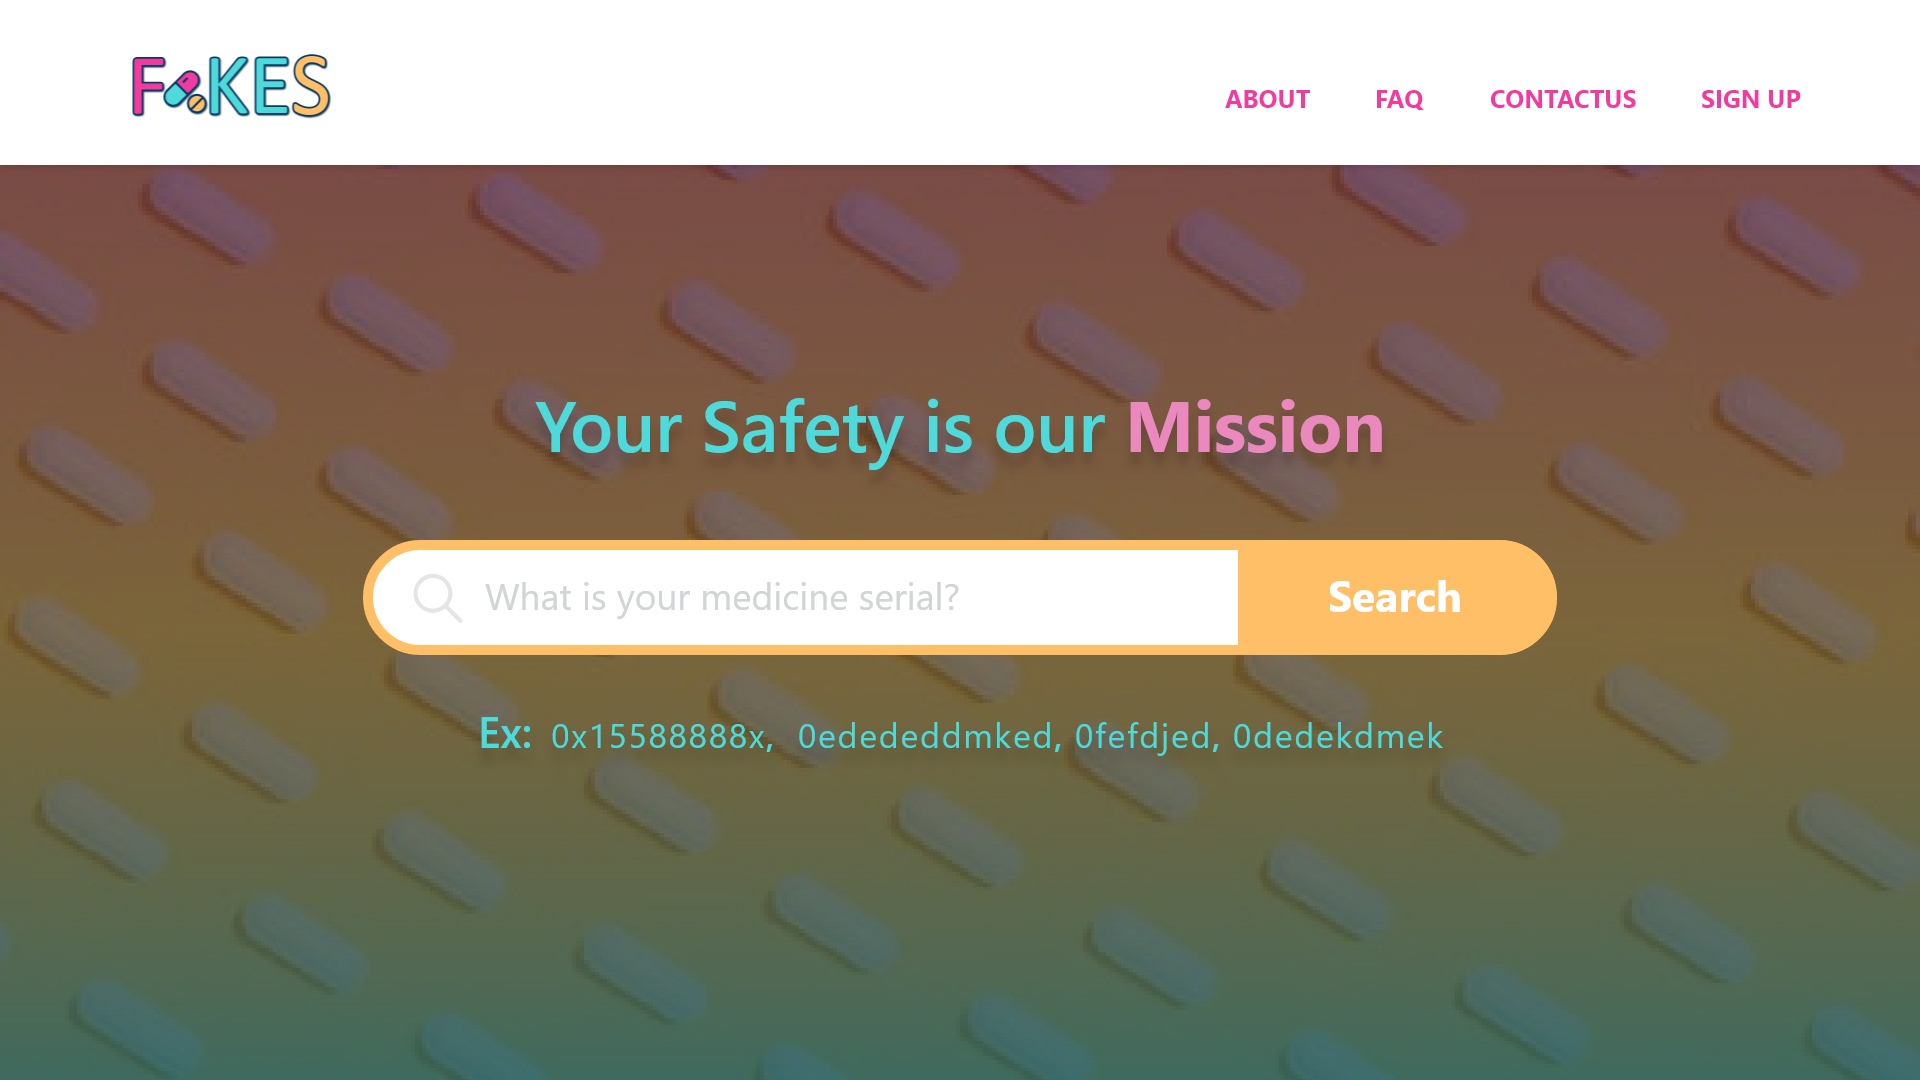 FAKES
ABOUT FAQ CONTACTUS SIGN UP
Your Safety is our Mission
What is your medicine serial? Search
Ex: 0x15588888x, 0edededdmked, 0fefdjed, 0dedekdmek